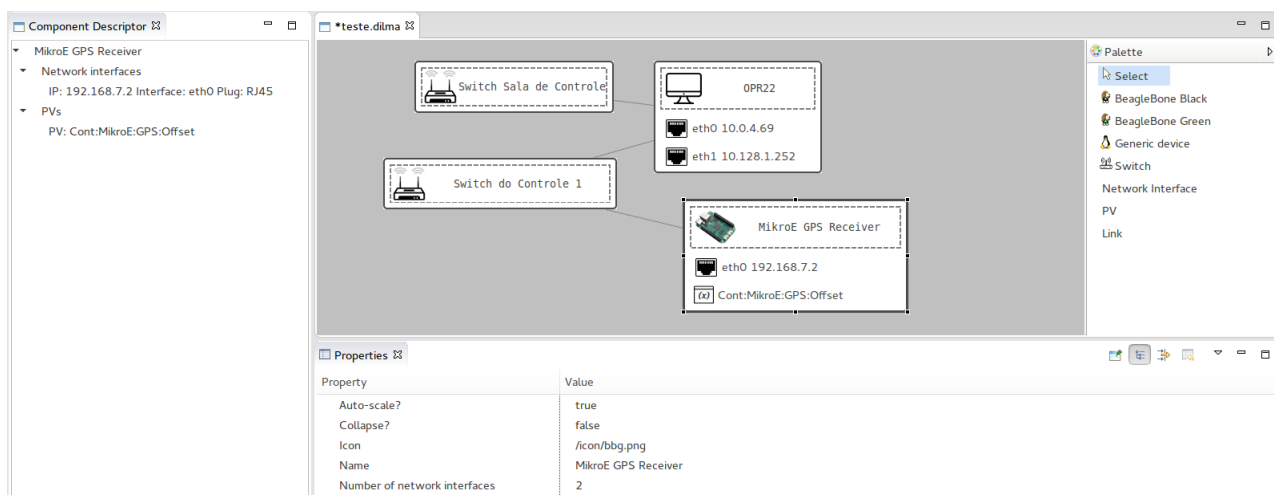 Component Descriptor
MikroE GPS Receiver
Network interfaces
IP: 192.168.7.2 Interface: eth0 Plug: RJ45
PVs
PV: Cont:MikroE:GPS:Offset
*teste.dilma
Switch Sala de Controle
OPR22
eth0 10.0.4.69
eth1 10.128.1.252
Switch do Controle 1
MikroE GPS Receiver
eth0 192.168.7.2
(x) Cont:MikroE:GPS:Offset
Palette
Select
BeagleBone Black
BeagleBone Green
Generic device
Switch
Network Interface
PV
Link
Properties
Property Value
Auto-scale? true
Collapse? false
Icon /icon/bbg.png
Name MikroE GPS Receiver
Number of network interfaces 2